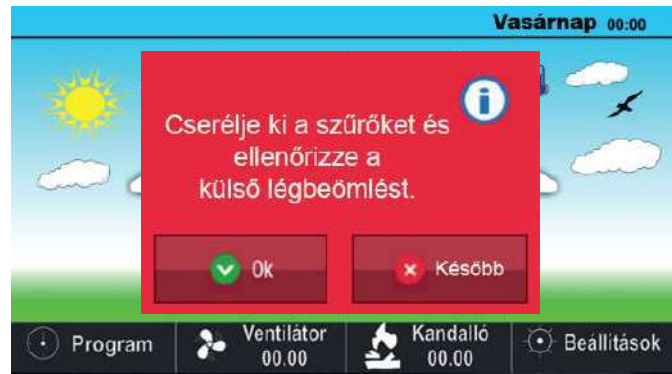 Vasárnap 00:00
Cserélje ki a szűrőket és
ellenőrizze a
külső légbeömlést.
Ok
Később
Program
Ventilátor
00.00
Kandalló
00.00
Beállítások